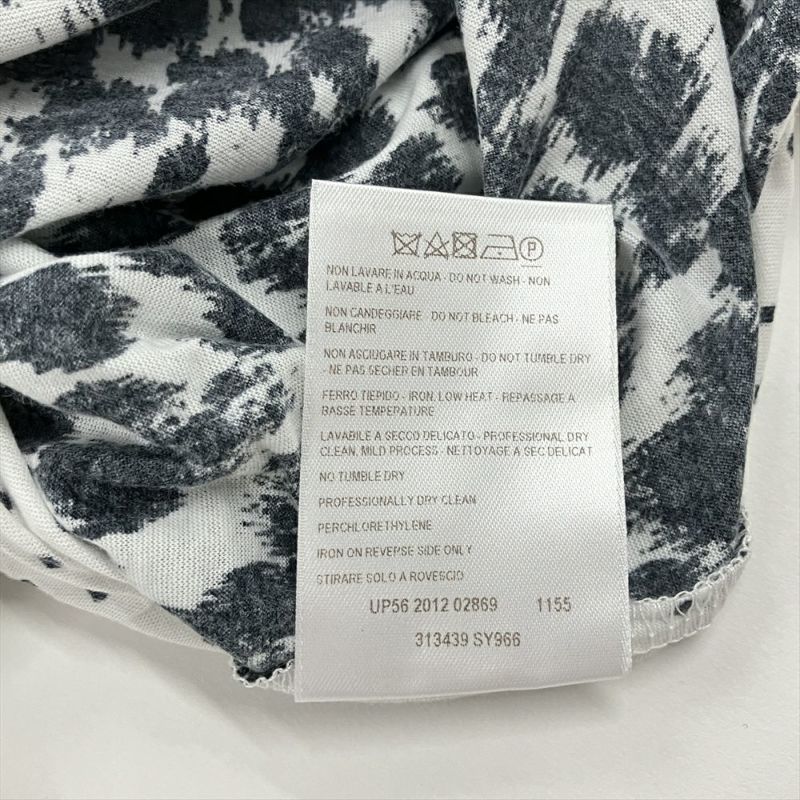 P
NON LAVARE IN ACQUA - DO NOT WASH - NON
LAVABLE A L'EAU
NON CANDEGGIARE - DO NOT BLEACH - NE PAS
BLANCHIR
NON ASCIUGARE IN TAMBURO - DO NOT TUMBLE DRY
- NE PAS SECHER EN TAMBOUR
FERRO TIEPIDO - IRON, LOW HEAT - REPASSAGE A
BASSE TEMPERATURE
LAVABILE A SECCO DELICATO - PROFESSIONAL DRY
CLEAN, MILD PROCESS - NETTOYAGE A SEC DELICAT
NO TUMBLE DRY
PROFESSIONALLY DRY CLEAN
PERCHLORETHYLENE
IRON ON REVERSE SIDE ONLY
STIRARE SOLO A ROVESCIO
UP56 2012 02869 1155
313439 SY966